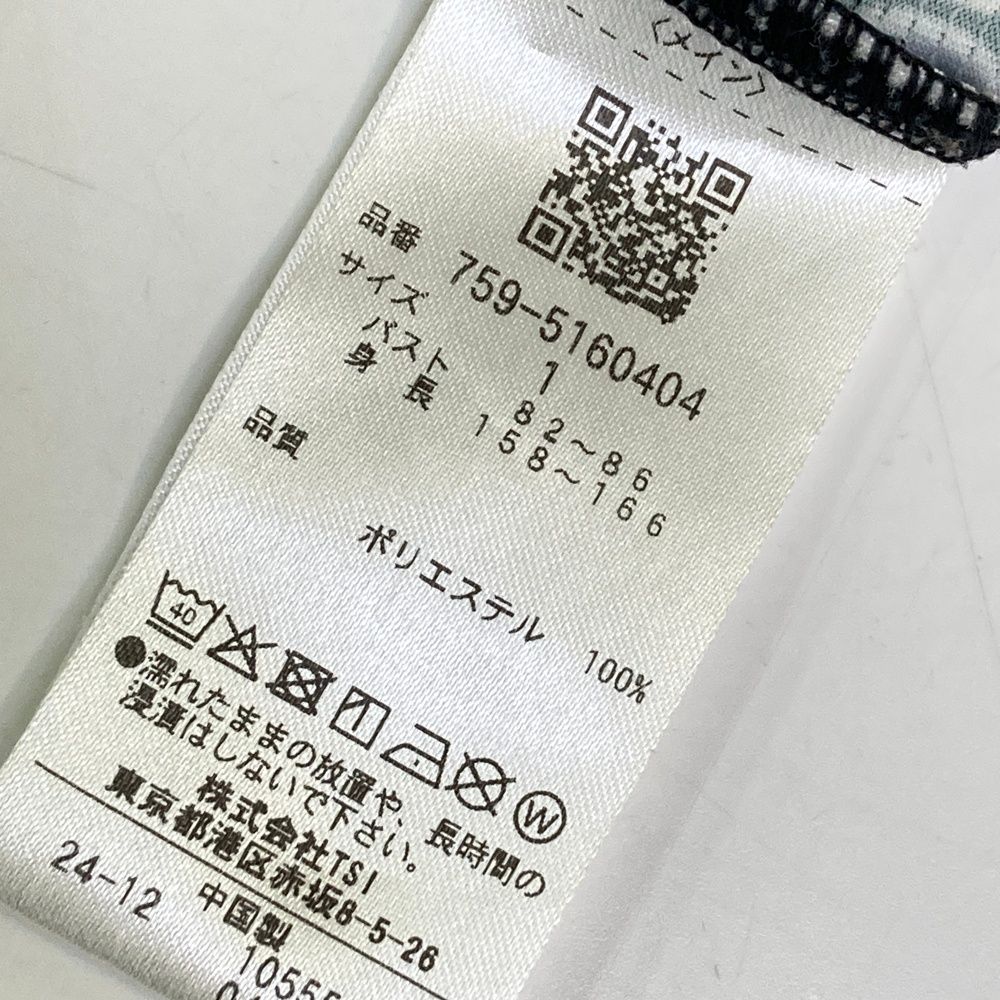 〈メイン〉
品番 759-5160404
サイズ 1
バスト 82～86
身長 158～166
品質
ポリエステル 100%
40
W
●濡れたままの放置や、長時間の
浸漬はしないで下さい。
株式会社TSI
東京都港区赤坂8-5-26
24-12 中国製